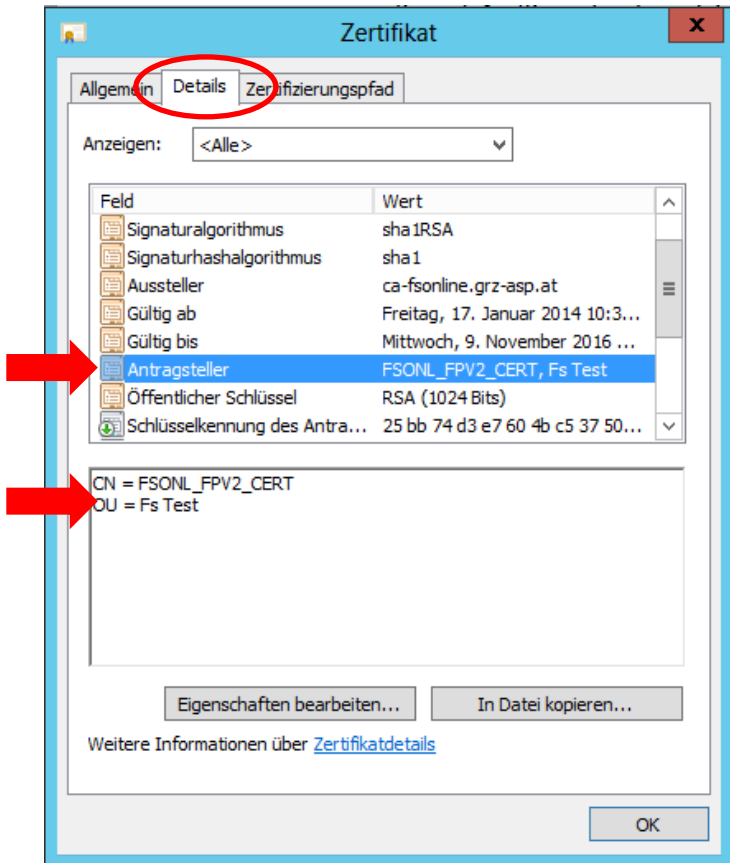 Zertifikat
x
Allgemein Details Zertifizierungspfad
Anzeigen: <Alle>
Feld Wert
Signaturalgorithmus sha1RSA
Signaturhashalgorithmus sha1
Aussteller ca-fsonline.grz-asp.at
Gültig ab Freitag, 17. Januar 2014 10:3...
Gültig bis Mittwoch, 9. November 2016 ...
Antragsteller FSONL_FPV2_CERT, Fs Test
Öffentlicher Schlüssel RSA (1024 Bits)
Schlüsselkennung des Antra... 25 bb 74 d3 e7 60 4b c5 37 50...
CN = FSONL_FPV2_CERT
OU = Fs Test
Eigenschaften bearbeiten... In Datei kopieren...
Weitere Informationen über Zertifikatdetails
OK